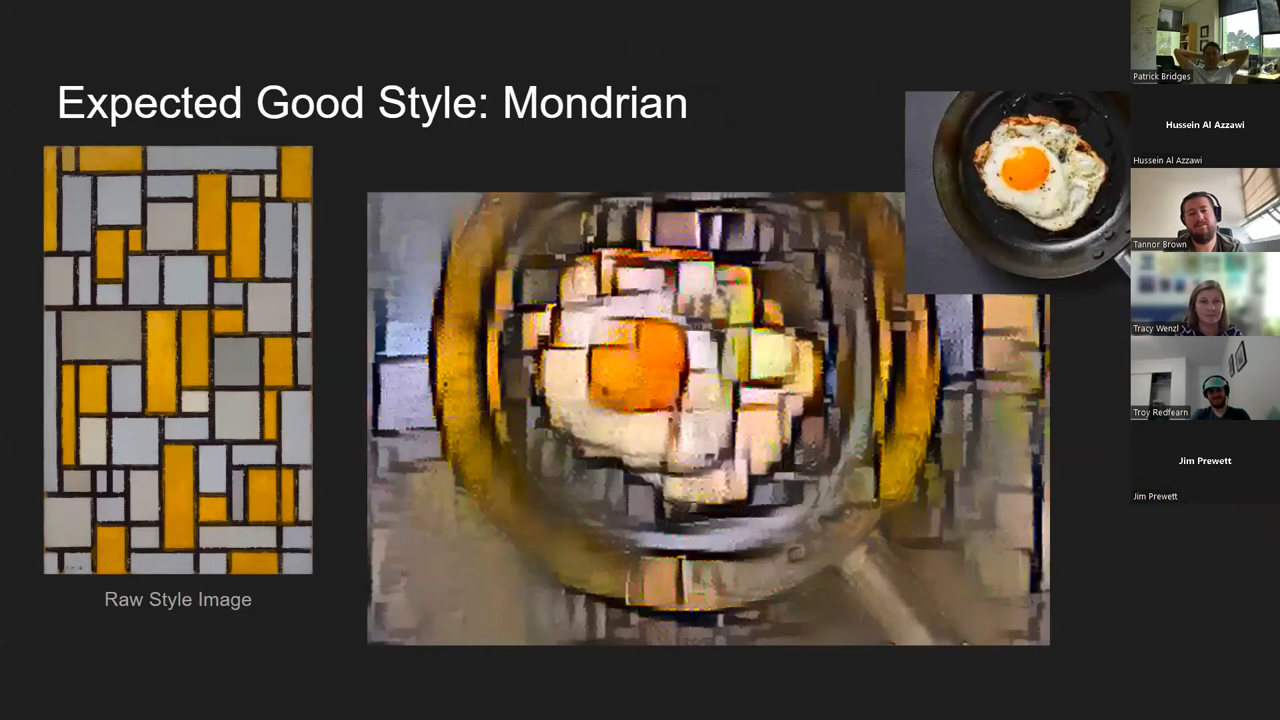 Expected Good Style: Mondrian
Raw Style Image
Patrick Bridges
Hussein Al Azzawi
Hussein Al Azzawi
Tannor Brown
Tracy Wenzl
Troy Redfearn
Jim Prewett
Jim Prewett